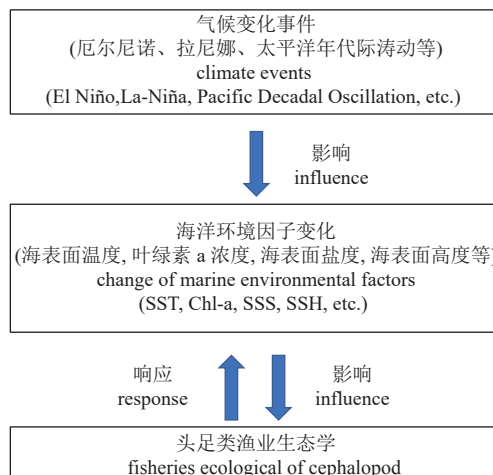 气候变化事件
(厄尔尼诺、拉尼娜、太平洋年代际涛动等)
climate events
(El Niño,La-Niña, Pacific Decadal Oscillation, etc.)
影响
influence
海洋环境因子变化
(海表面温度, 叶绿素 a 浓度, 海表面盐度, 海表面高度等)
change of marine environmental factors
(SST, Chl-a, SSS, SSH, etc.)
响应
response
影响
influence
头足类渔业生态学
fisheries ecological of cephalopod